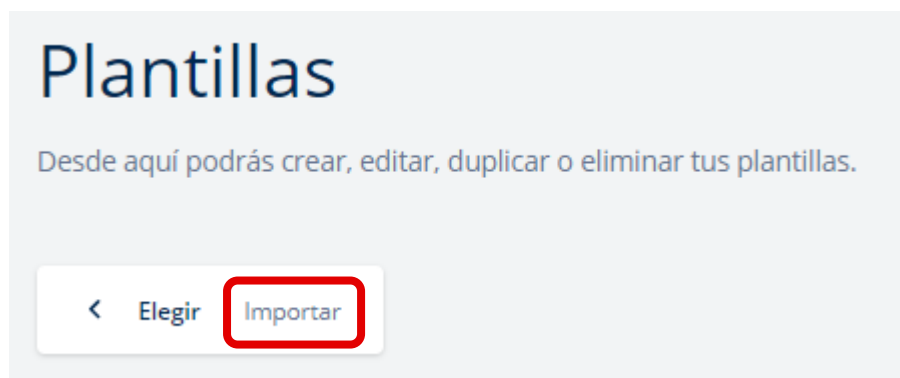 Plantillas
Desde aquí podrás crear, editar, duplicar o eliminar tus plantillas.
Elegir Importar